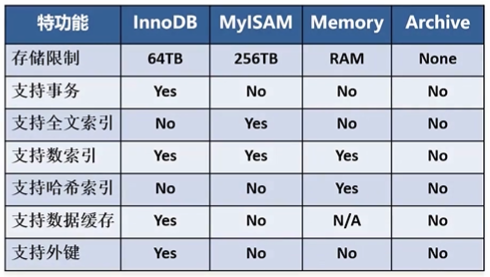 特功能 InnoDB MyISAM Memory Archive
存储限制 64TB 256TB RAM None
支持事务 Yes No No No
支持全文索引 No Yes No No
支持数索引 Yes Yes Yes No
支持哈希索引 No No Yes No
支持数据缓存 Yes No N/A No
支持外键 Yes No No No